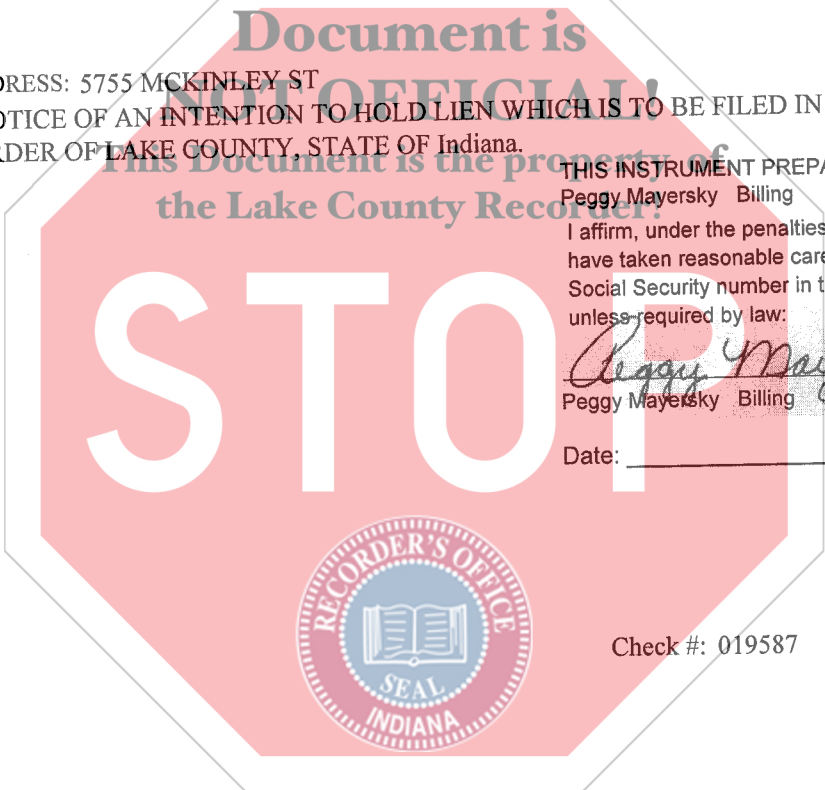 Document is
DRESS: 5755 MCKINLEY ST
NOT OFFICIAL!
OTICE OF AN INTENTION TO HOLD LIEN WHICH IS TO BE FILED IN
RDER OF LAKE COUNTY, STATE OF Indiana.
This Document is the property of
the Lake County Recorder!
THIS INSTRUMENT PREPA
Peggy Mayersky Billing
I affirm, under the penalties
have taken reasonable care
Social Security number in t
unless required by law:
Peggy May
Peggy Mayersky Billing
Date:
STOP
RECORDER'S OFFICE
SEAL
INDIANA
Check #: 019587